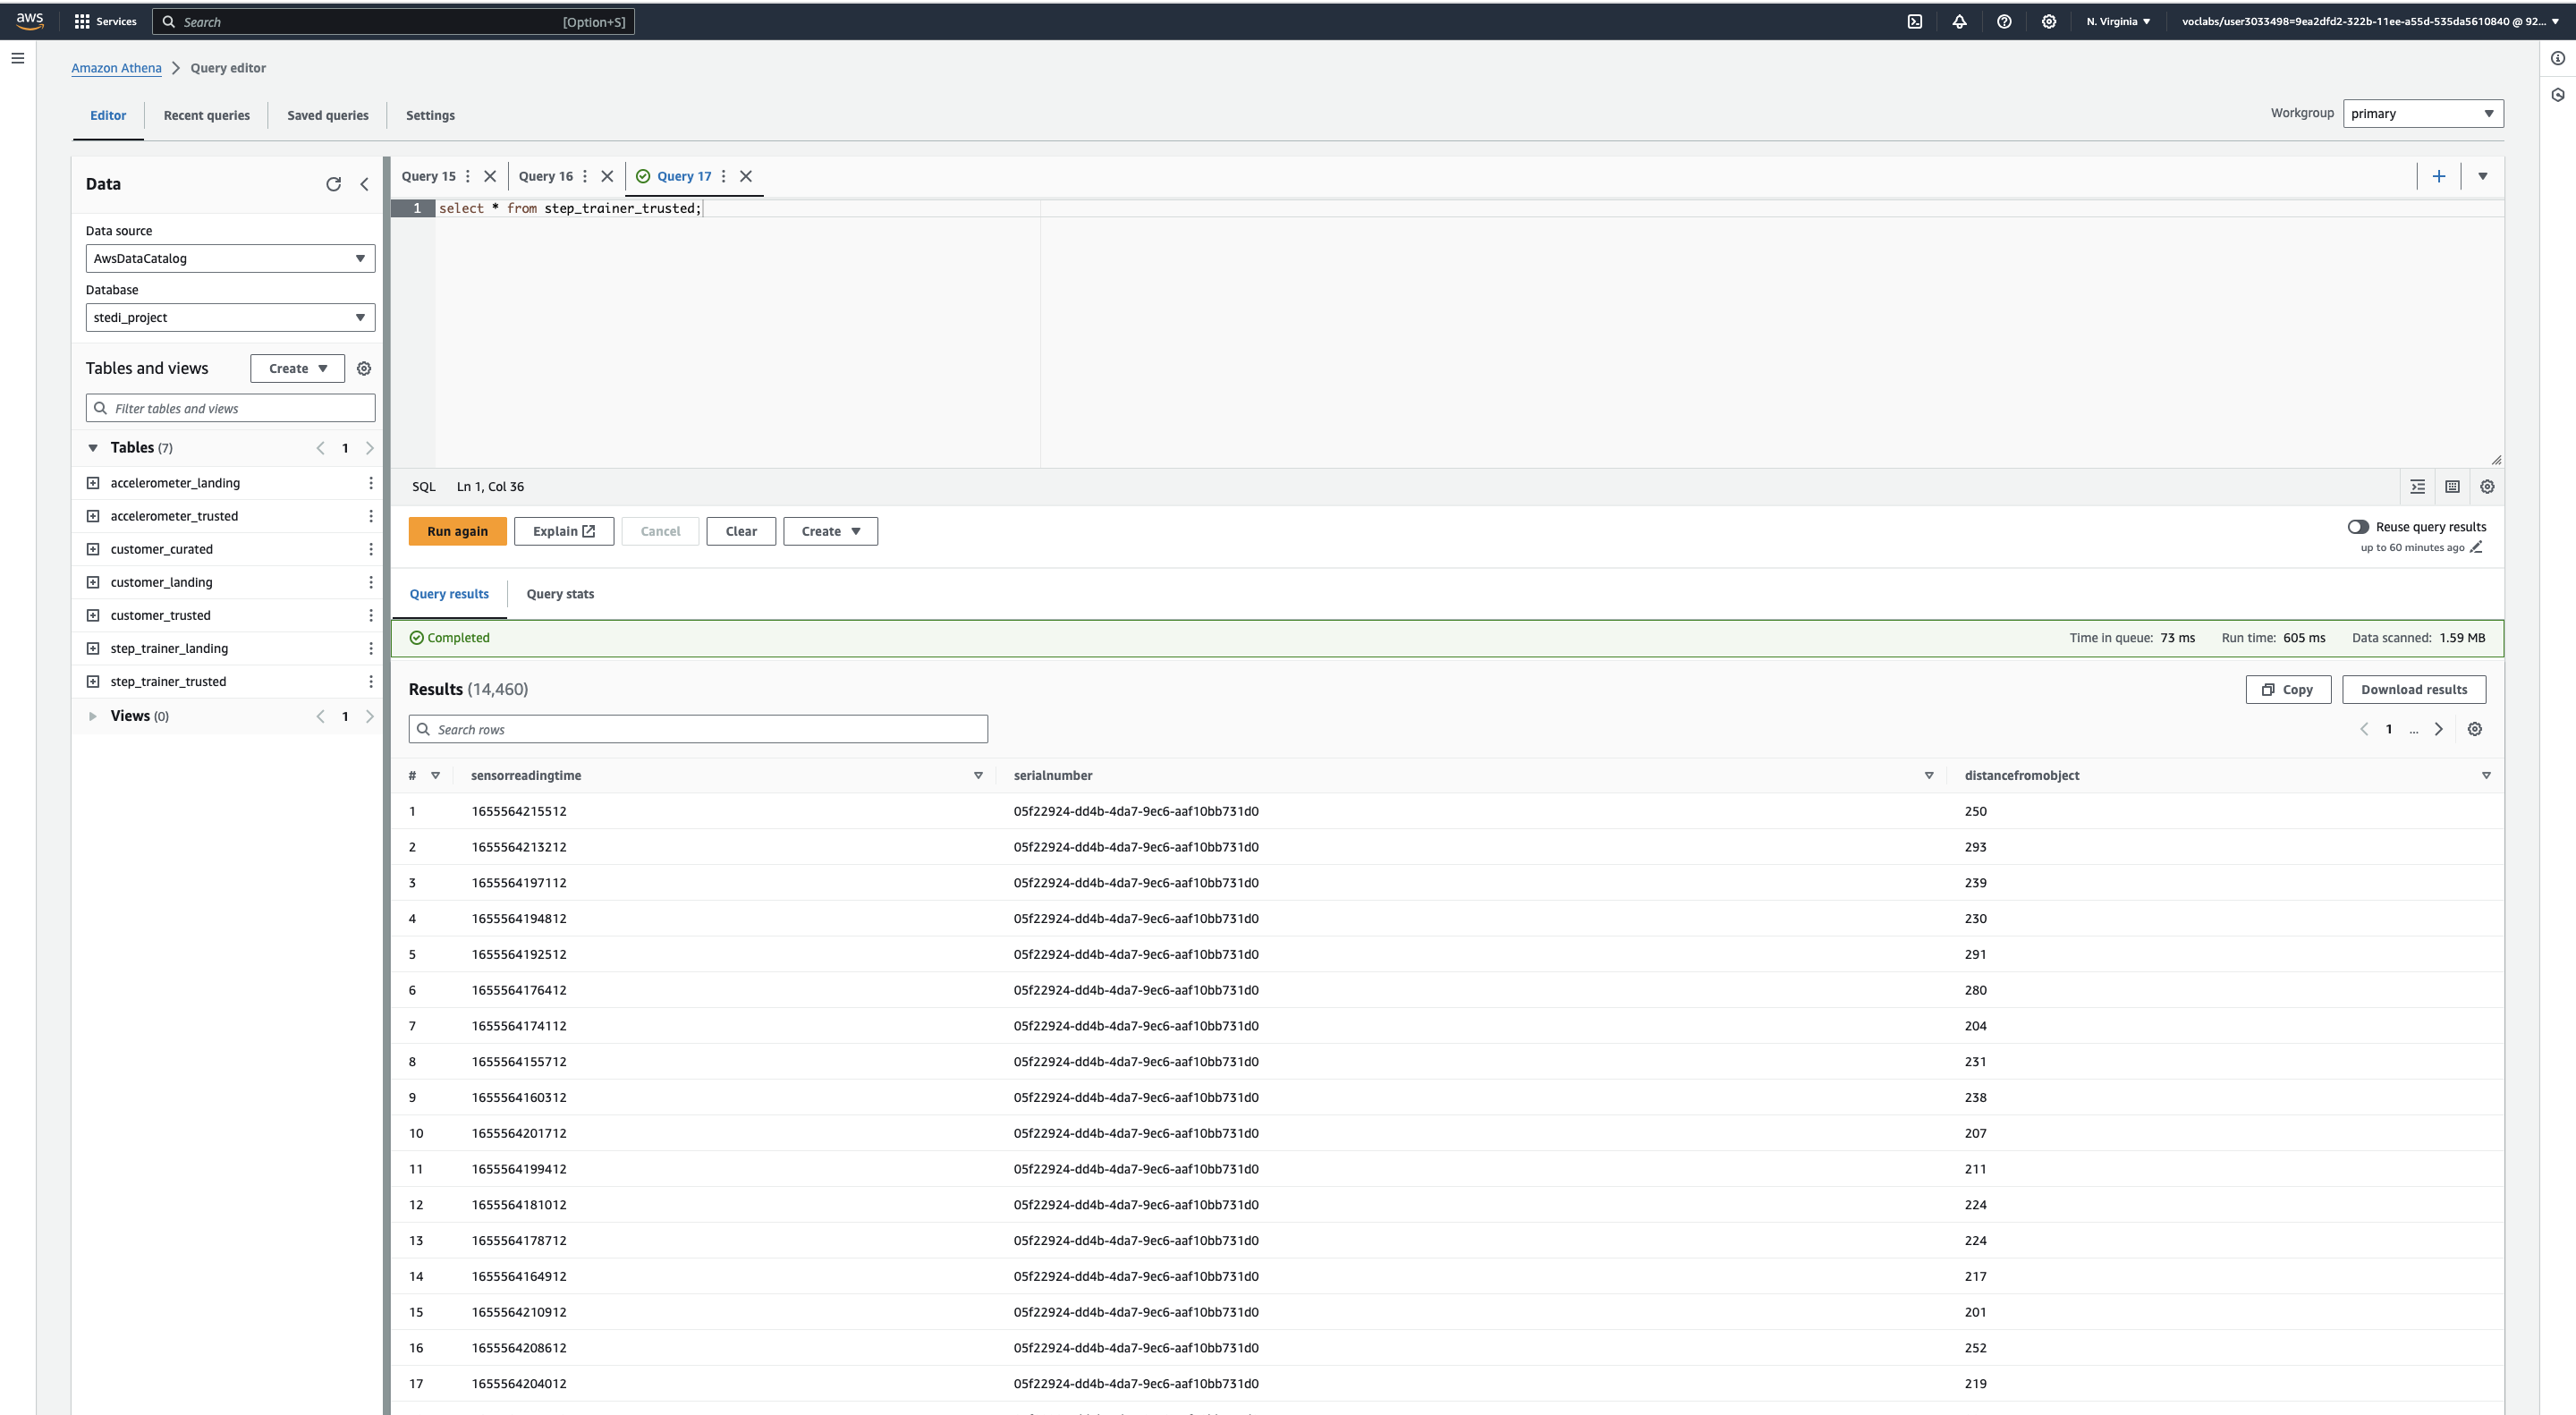 aws Services Search [Option+S] N. Virginia voclabs/user3033498=9ea2dfd2-322b-11ee-a55d-535da5610840 @ 92...
Amazon Athena > Query editor
Editor Recent queries Saved queries Settings Workgroup primary
Data
Data source
AwsDataCatalog
Database
stedi_project
Tables and views Create
Filter tables and views
Tables (7) 1
accelerometer_landing
accelerometer_trusted
customer_curated
customer_landing
customer_trusted
step_trainer_landing
step_trainer_trusted
Views (0) 1
Query 15 Query 16 Query 17
1 select * from step_trainer_trusted;
SQL Ln 1, Col 36
Run again Explain Cancel Clear Create Reuse query results
up to 60 minutes ago
Query results Query stats
Completed Time in queue: 73 ms Run time: 605 ms Data scanned: 1.59 MB
Results (14,460) Copy Download results
Search rows 1 ...
# sensorreadingtime serialnumber distancefromobject
1 1655564215512 05f22924-dd4b-4da7-9ec6-aaf10bb731d0 250
2 1655564213212 05f22924-dd4b-4da7-9ec6-aaf10bb731d0 293
3 1655564197112 05f22924-dd4b-4da7-9ec6-aaf10bb731d0 239
4 1655564194812 05f22924-dd4b-4da7-9ec6-aaf10bb731d0 230
5 1655564192512 05f22924-dd4b-4da7-9ec6-aaf10bb731d0 291
6 1655564176412 05f22924-dd4b-4da7-9ec6-aaf10bb731d0 280
7 1655564174112 05f22924-dd4b-4da7-9ec6-aaf10bb731d0 204
8 1655564155712 05f22924-dd4b-4da7-9ec6-aaf10bb731d0 231
9 1655564160312 05f22924-dd4b-4da7-9ec6-aaf10bb731d0 238
10 1655564201712 05f22924-dd4b-4da7-9ec6-aaf10bb731d0 207
11 1655564199412 05f22924-dd4b-4da7-9ec6-aaf10bb731d0 211
12 1655564181012 05f22924-dd4b-4da7-9ec6-aaf10bb731d0 224
13 1655564178712 05f22924-dd4b-4da7-9ec6-aaf10bb731d0 224
14 1655564164912 05f22924-dd4b-4da7-9ec6-aaf10bb731d0 217
15 1655564210912 05f22924-dd4b-4da7-9ec6-aaf10bb731d0 201
16 1655564208612 05f22924-dd4b-4da7-9ec6-aaf10bb731d0 252
17 1655564204012 05f22924-dd4b-4da7-9ec6-aaf10bb731d0 219